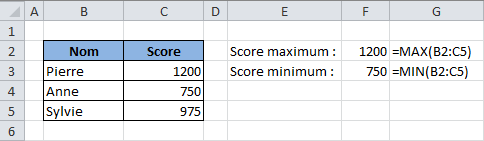 A B C D E F G
1
2 Nom Score Score maximum : 1200 =MAX(B2:C5)
3 Pierre 1200 Score minimum : 750 =MIN(B2:C5)
4 Anne 750
5 Sylvie 975
6